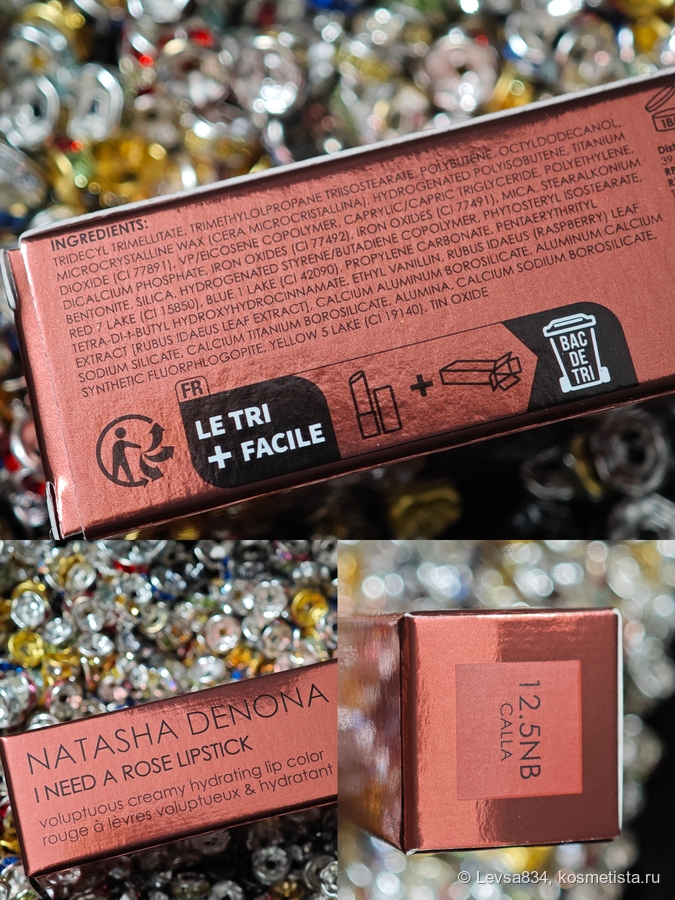 INGREDIENTS:
TRIDECYL TRIMELLITATE, TRIMETHYLOLPROPANE TRIISOSTEARATE, POLYBUTENE, OCTYLDODECANOL,
MICROCRYSTALLINE WAX (CERA MICROCRISTALLINA), HYDROGENATED POLYISOBUTENE, TITANIUM
DIOXIDE (CI 77891), VP/EICOSENE COPOLYMER, CAPRYLIC/CAPRIC TRIGLYCERIDE, POLYETHYLENE,
DICALCIUM PHOSPHATE, IRON OXIDES (CI 77492), IRON OXIDES (CI 77491), MICA, STEARALKONIUM
BENTONITE, SILICA, HYDROGENATED STYRENE/BUTADIENE COPOLYMER, PHYTOSTERYL ISOSTEARATE,
RED 7 LAKE (CI 15850), BLUE 1 LAKE (CI 42090), PROPYLENE CARBONATE, PENTAERYTHRITYL
TETRA-DI-t-BUTYL HYDROXYHYDROCINNAMATE, ETHYL VANILLIN, RUBUS IDAEUS (RASPBERRY) LEAF
EXTRACT [RUBUS IDAEUS LEAF EXTRACT], CALCIUM ALUMINUM BOROSILICATE, ALUMINUM CALCIUM
SODIUM SILICATE, CALCIUM TITANIUM BOROSILICATE, ALUMINA, CALCIUM SODIUM BOROSILICATE,
SYNTHETIC FLUORPHLOGOPITE, YELLOW 5 LAKE (CI 19140), TIN OXIDE
FR
LE TRI
+ FACILE
+
BAC
DE
TRI
NATASHA DENONA
I NEED A ROSE LIPSTICK
voluptuous creamy hydrating lip color
rouge à lèvres voluptueux & hydratant
12.5NB
CALLA
© Levsa834, kosmetista.ru